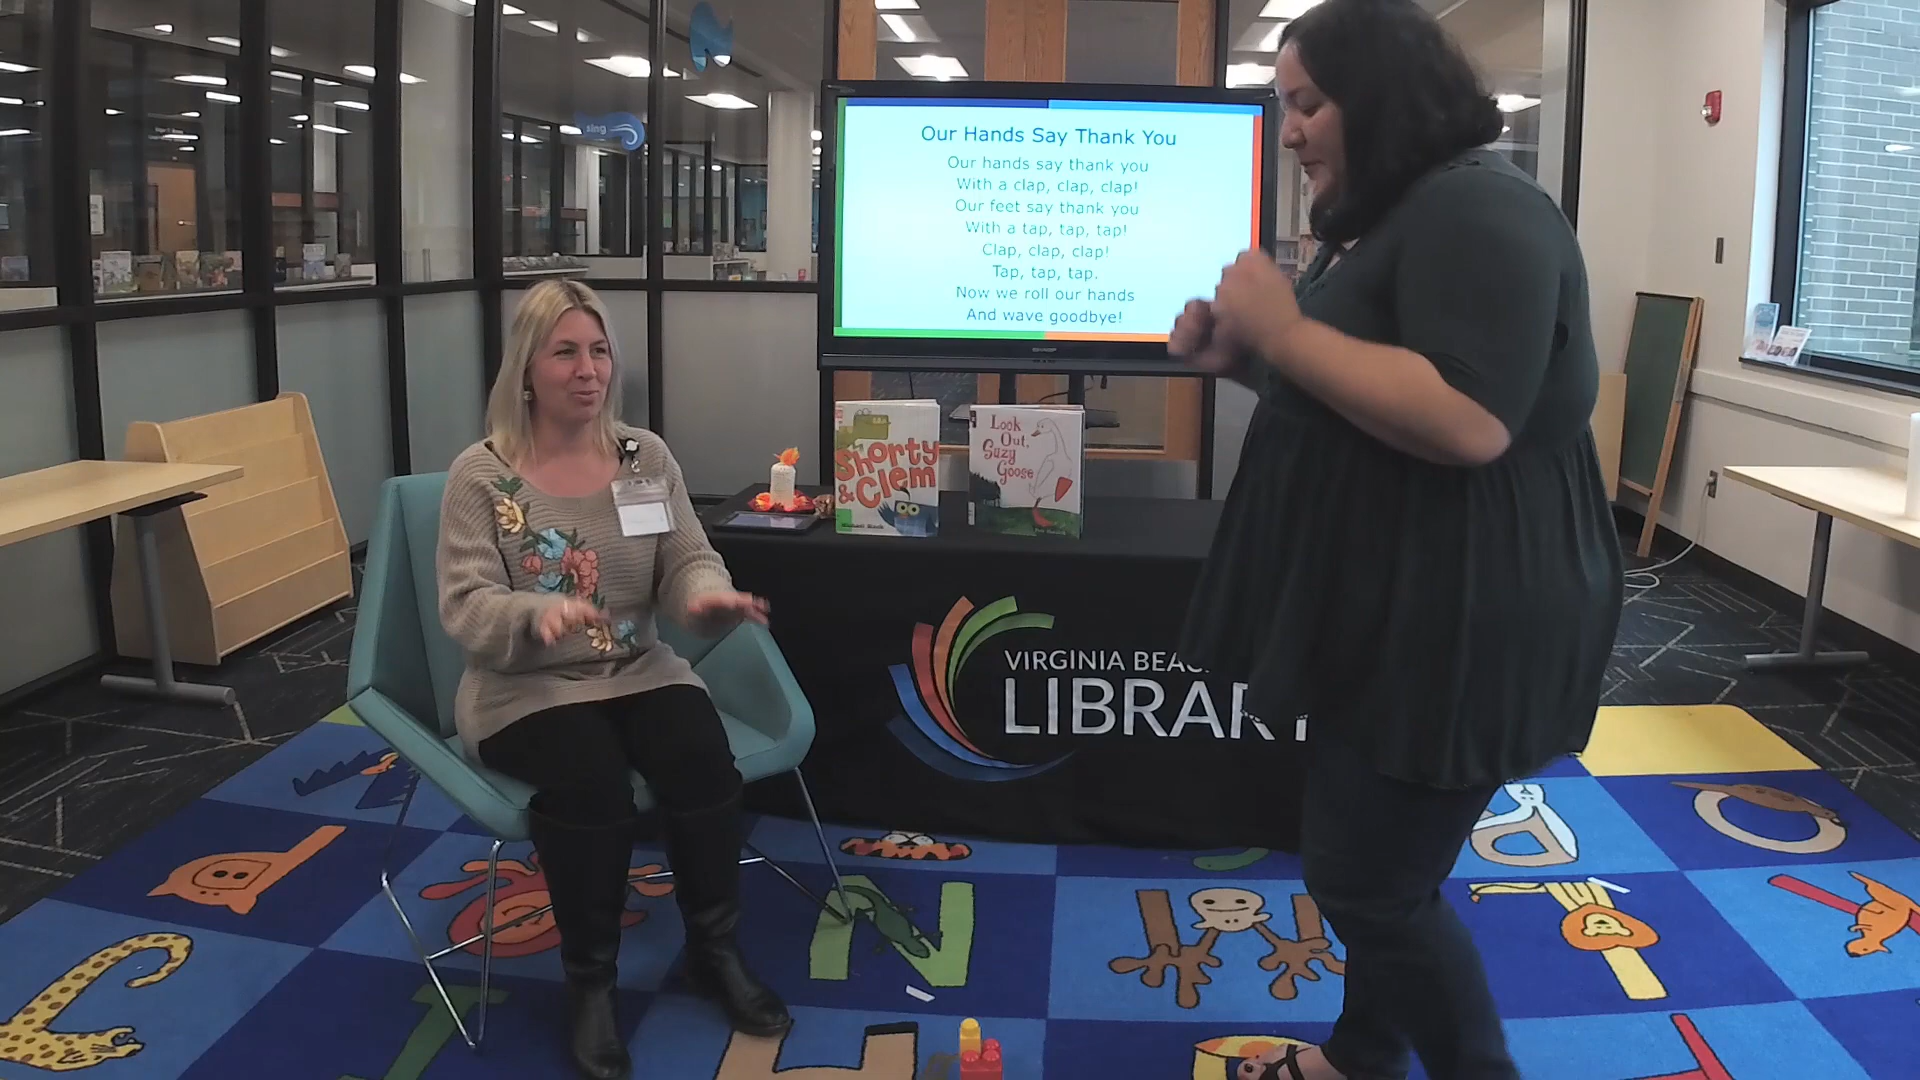 sing
Our Hands Say Thank You
Our hands say thank you
With a clap, clap, clap!
Our feet say thank you
With a tap, tap, tap!
Clap, clap, clap!
Tap, tap, tap.
Now we roll our hands
And wave goodbye!
SHARP
Shorty
& Clem
Look
Out,
Suzy
Goose
VIRGINIA BEAC
LIBRARY